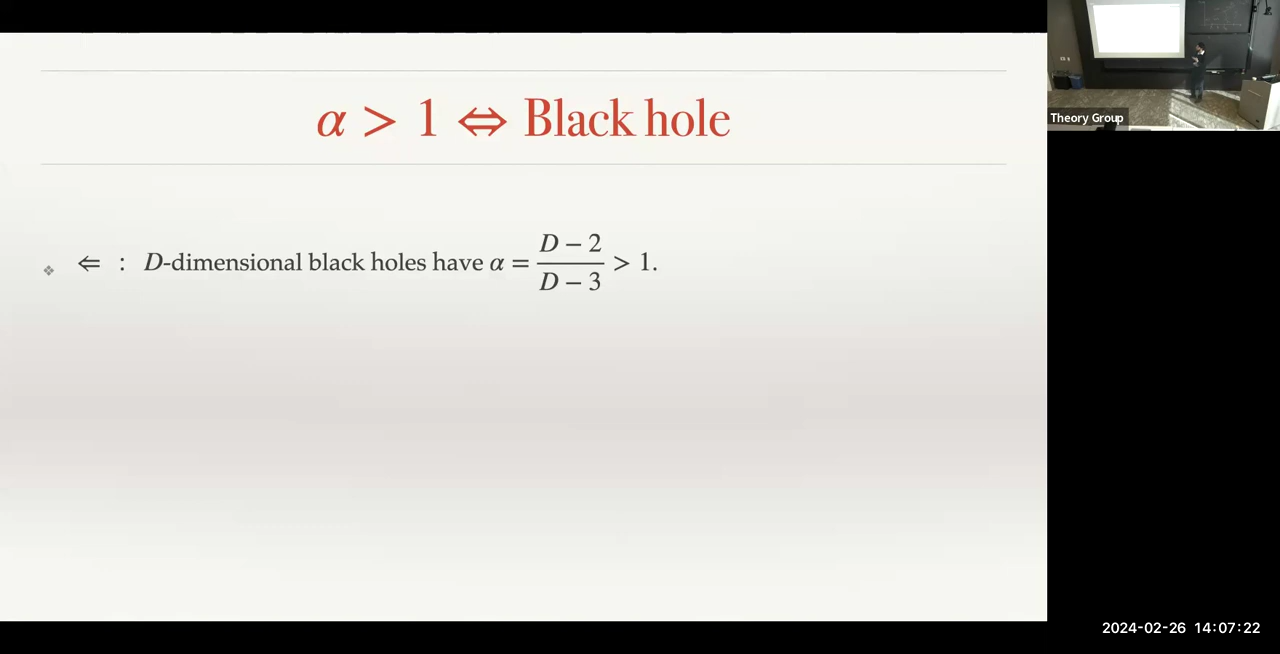 α > 1 ⇔ Black hole
❖ ⇐ : D-dimensional black holes have α = (D − 2)/(D − 3) > 1.
Theory Group
2024-02-26 14:07:22